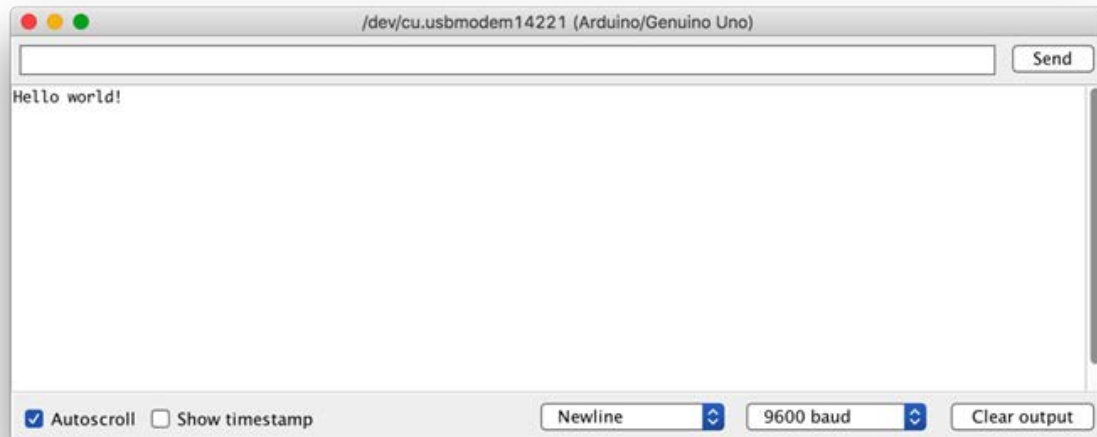 /dev/cu.usbmodem14221 (Arduino/Genuino Uno)
Send
Hello world!
Autoscroll Show timestamp Newline 9600 baud Clear output